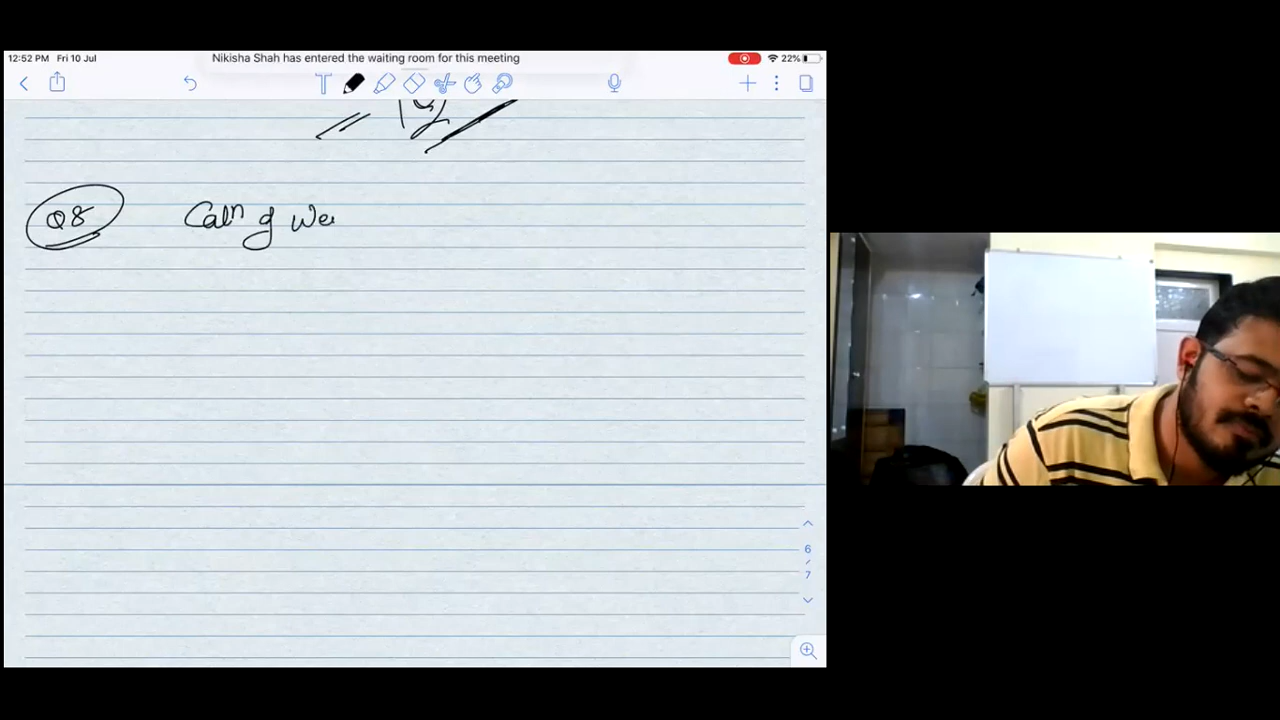 12:52 PM Fri 10 Jul
Nikisha Shah has entered the waiting room for this meeting
22%
T
Q8 Calⁿ of We
6
7